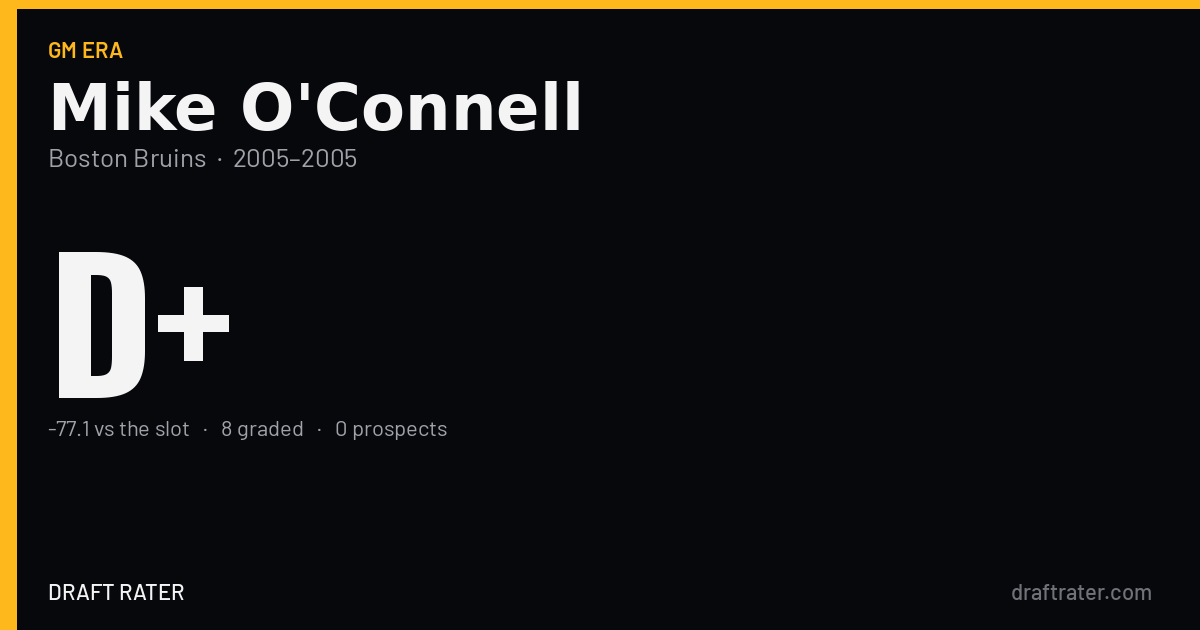 GM ERA
Mike O'Connell
Boston Bruins · 2005–2005
D+
-77.1 vs the slot · 8 graded · 0 prospects
DRAFT RATER
draftrater.com